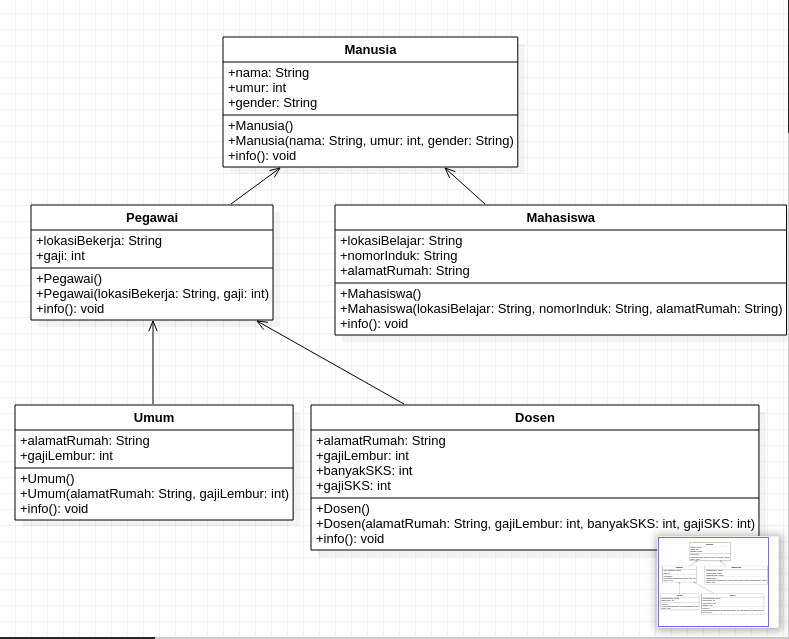 Manusia
+nama: String
+umur: int
+gender: String
+Manusia()
+Manusia(nama: String, umur: int, gender: String)
+info(): void
Pegawai
+lokasiBekerja: String
+gaji: int
+Pegawai()
+Pegawai(lokasiBekerja: String, gaji: int)
+info(): void
Mahasiswa
+lokasiBelajar: String
+nomorInduk: String
+alamatRumah: String
+Mahasiswa()
+Mahasiswa(lokasiBelajar: String, nomorInduk: String, alamatRumah: String)
+info(): void
Umum
+alamatRumah: String
+gajiLembur: int
+Umum()
+Umum(alamatRumah: String, gajiLembur: int)
+info(): void
Dosen
+alamatRumah: String
+gajiLembur: int
+banyakSKS: int
+gajiSKS: int
+Dosen()
+Dosen(alamatRumah: String, gajiLembur: int, banyakSKS: int, gajiSKS: int)
+info(): void